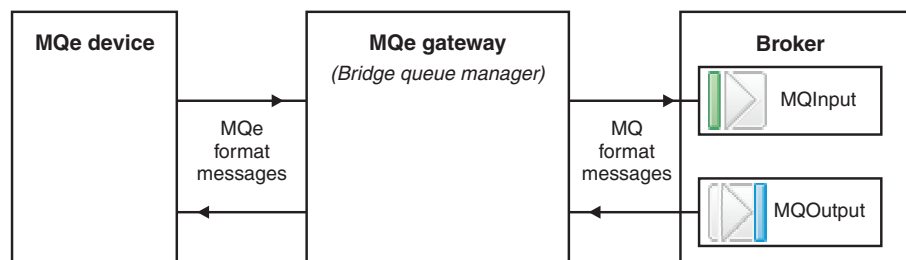 MQe device
MQe gateway
(Bridge queue manager)
Broker
MQInput
MQe
format
messages
MQ
format
messages
MQOutput